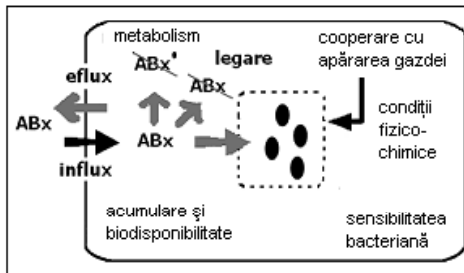 metabolism
ABx'
legare
ABx
eflux
ABx
ABx
influx
cooperare cu
apărarea gazdei
condiții
fizico-
chimice
acumulare şi
biodisponibilitate
sensibilitatea
bacteriană